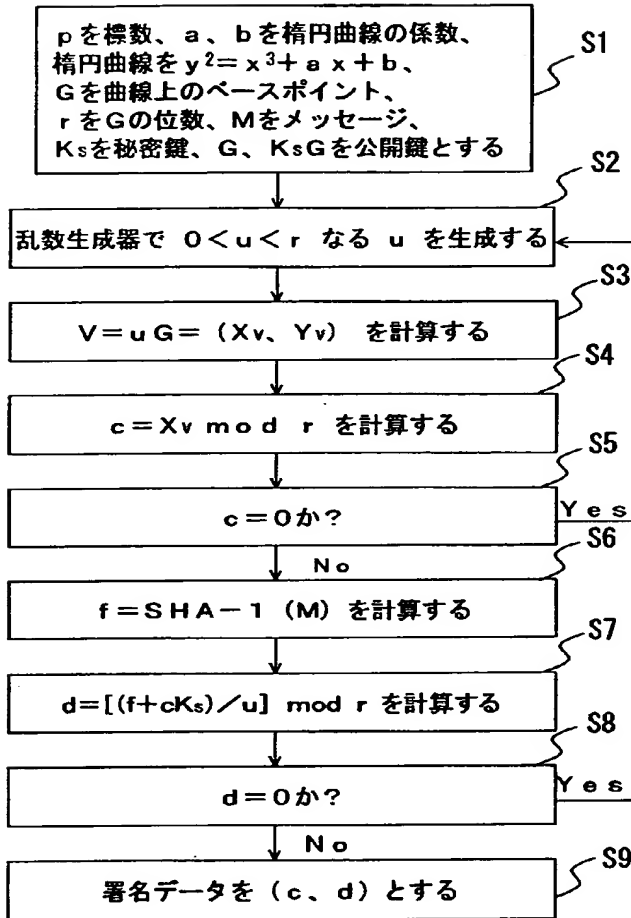 pを標数、a、bを楕円曲線の係数、
楕円曲線をy²=x³+ax+b、
Gを曲線上のベースポイント、
rをGの位数、Mをメッセージ、
Ksを秘密鍵、G、KsGを公開鍵とする
S1
S2
乱数生成器で 0<u<r なる u を生成する
S3
V=uG=(Xv、Yv) を計算する
S4
c=Xv mod r を計算する
S5
c=0か?
Yes
No
S6
f=SHA-1 (M) を計算する
S7
d=[(f+cKs)/u] mod r を計算する
S8
d=0か?
Yes
No
S9
署名データを (c、d) とする